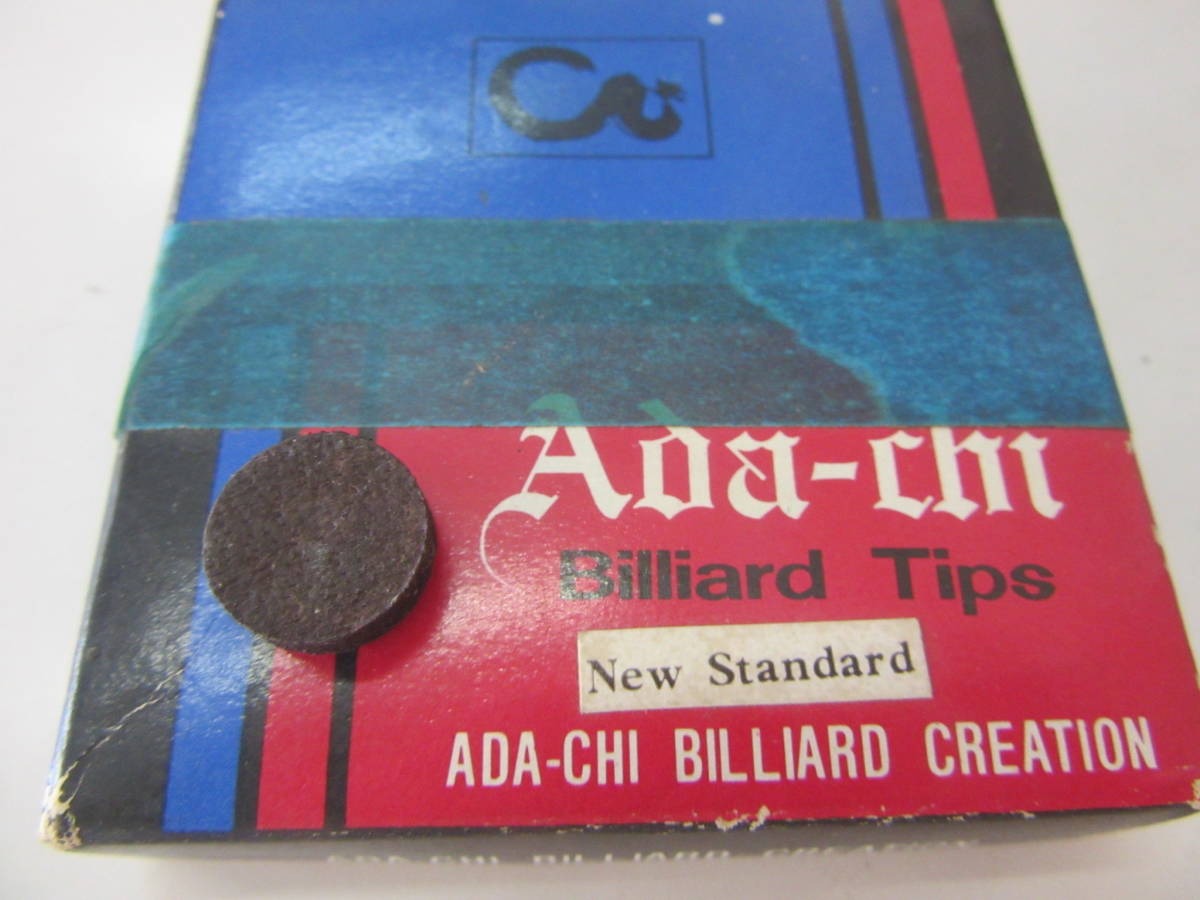 Ada-chi
Billiard Tips
New Standard
ADA-CHI BILLIARD CREATION